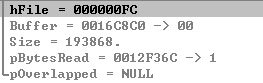 hFile = 000000FC
Buffer = 0016C8C0 -> 00
Size = 193868.
pBytesRead = 0012F36C -> 1
pOverlapped = NULL